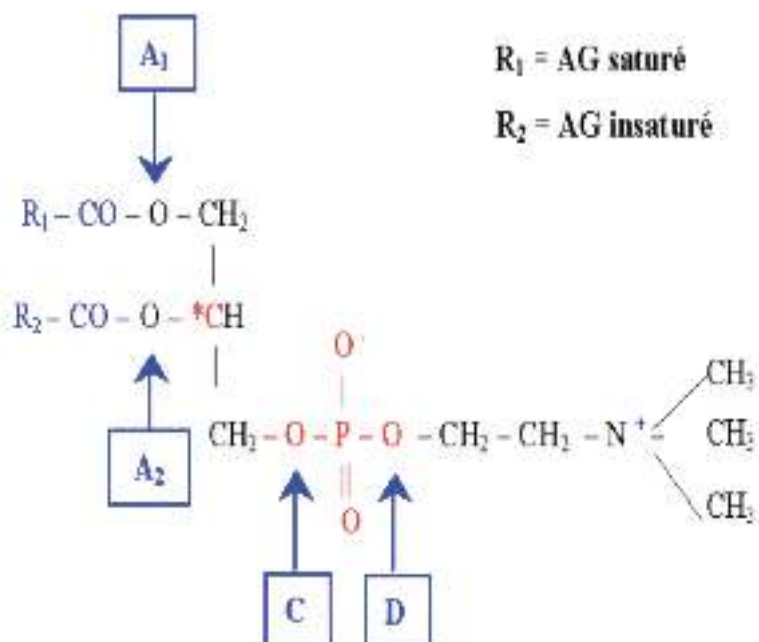 A₁
R₁ = AG saturé
R₂ = AG insaturé
R₁ – CO – O – CH₂
R₂ – CO – O – *CH
O⁻
CH₃
CH₂ – O – P – O – CH₂ – CH₂ – N⁺ – CH₃
A₂
CH₃
O
C
D